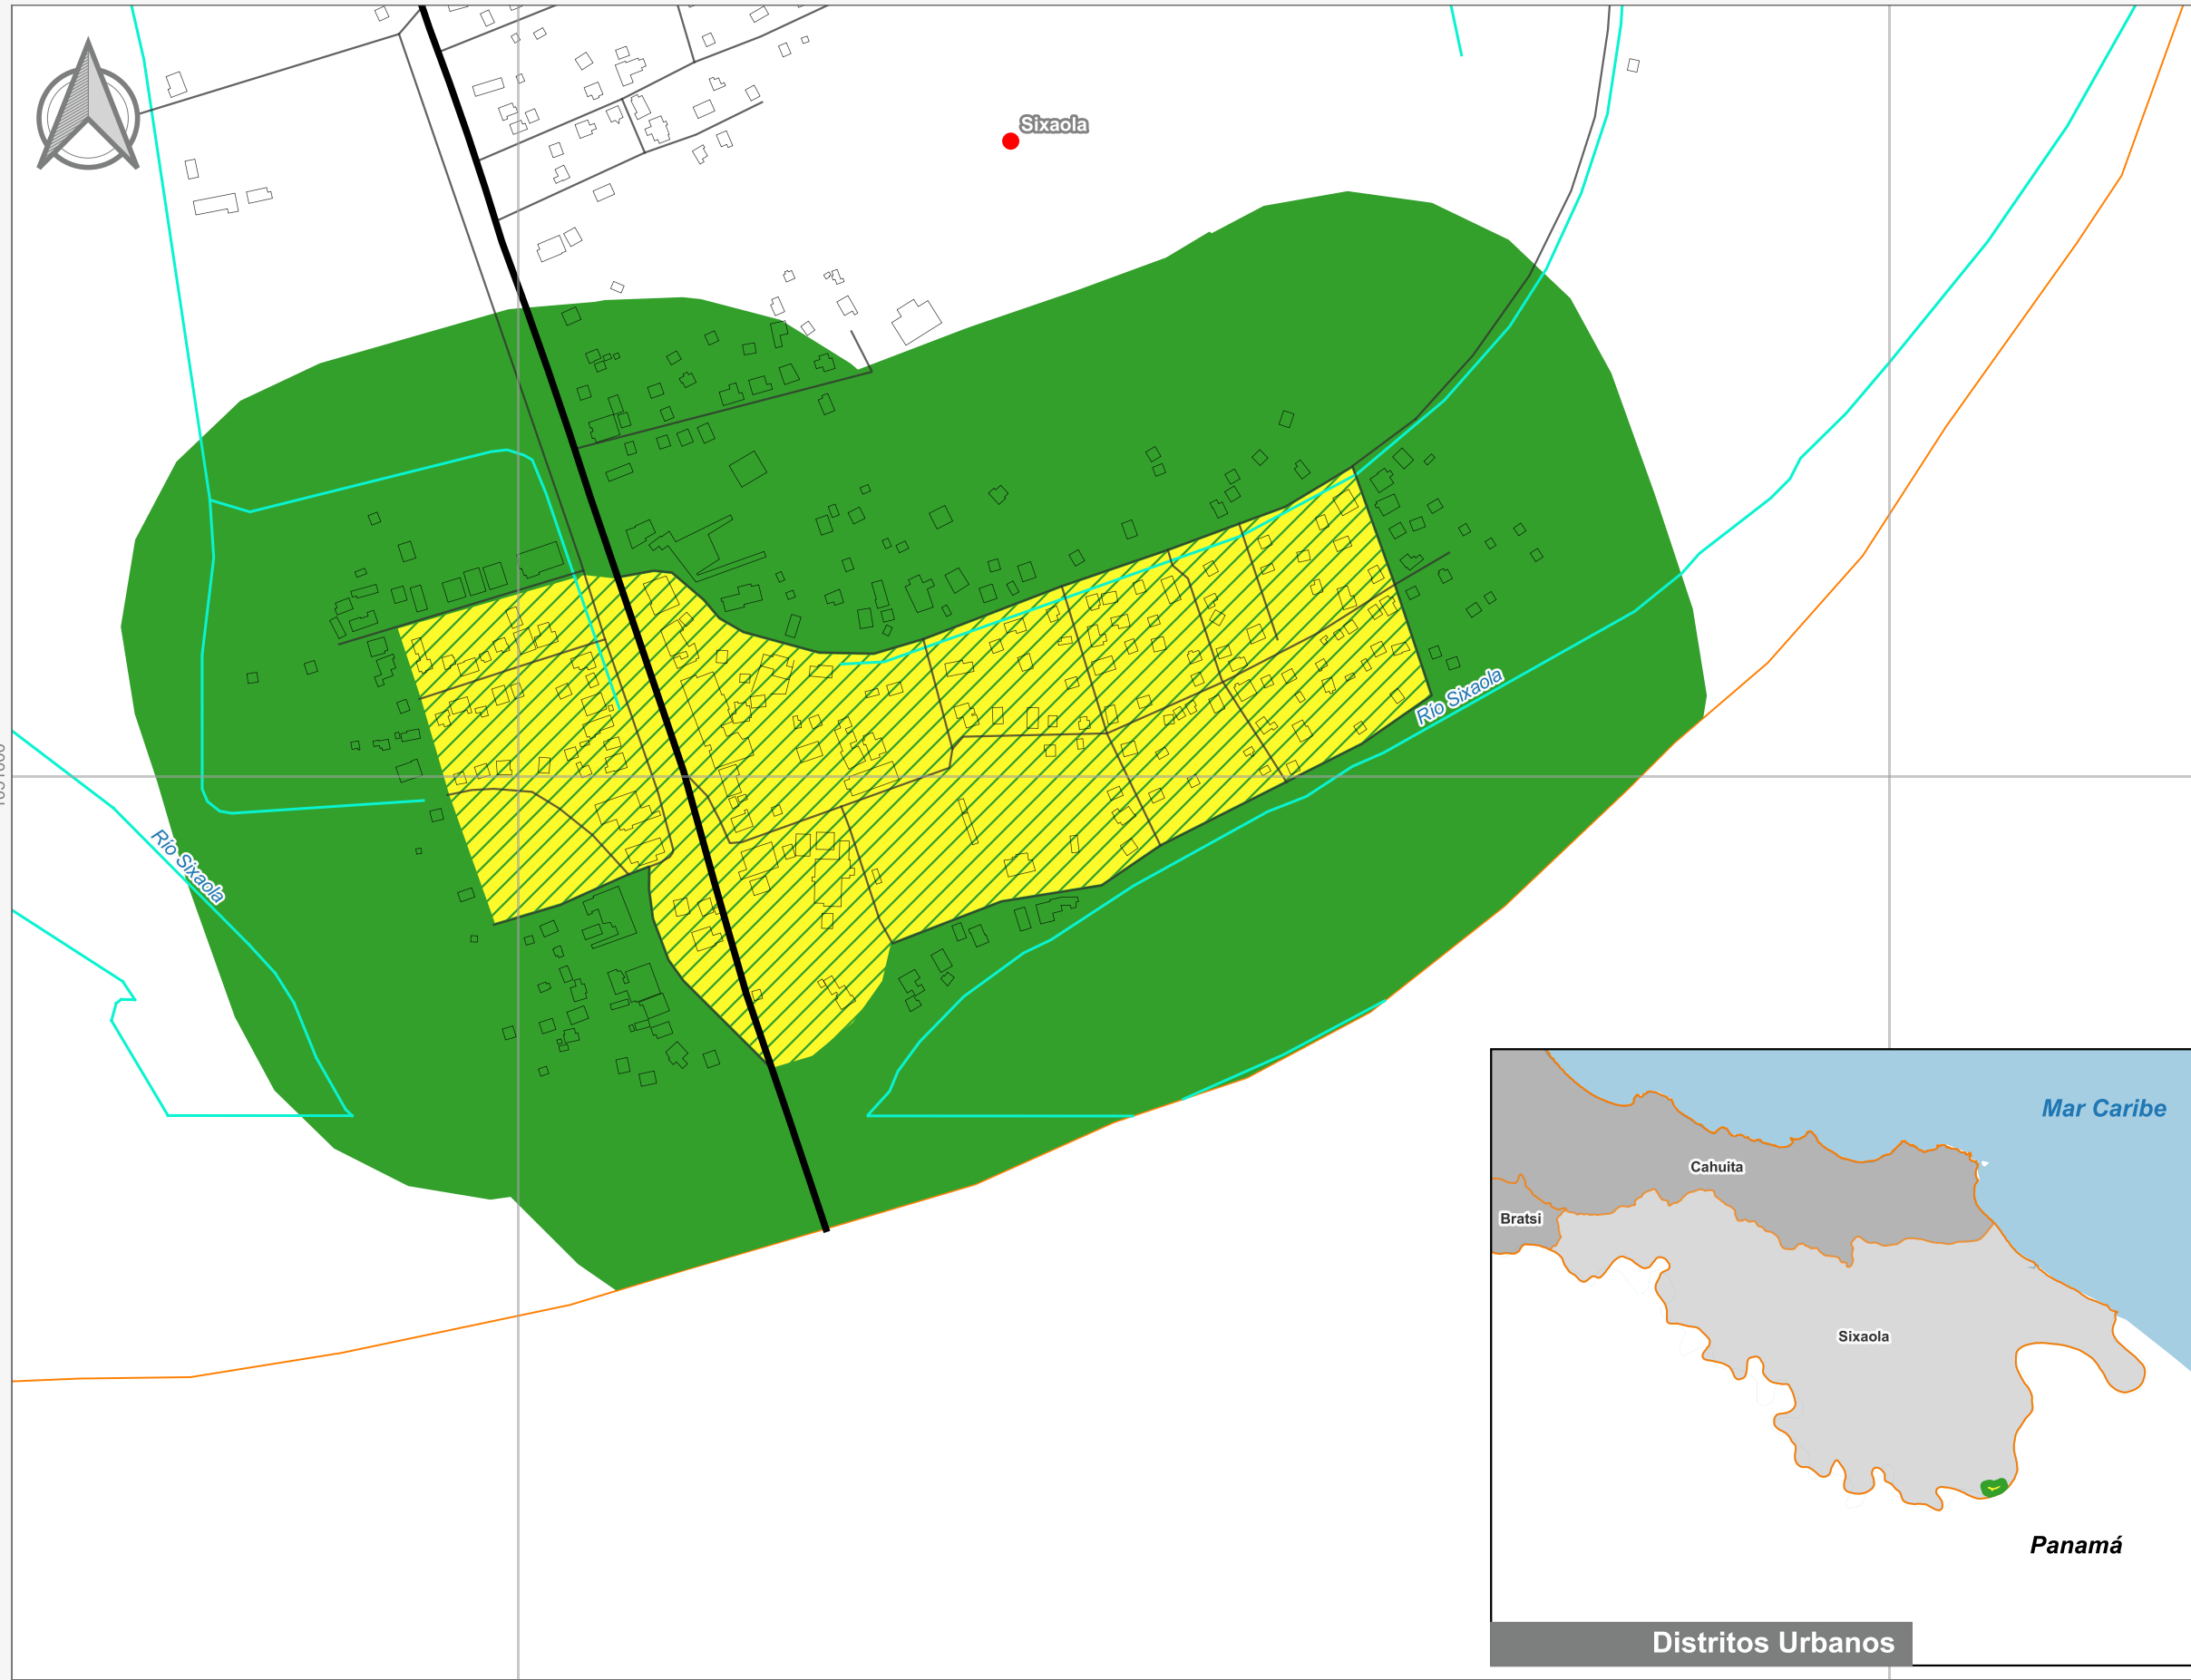 Sixaola
Río Sixaola
Río Sixaola
Mar Caribe
Cahuita
Bratsi
Sixaola
Panamá
Distritos Urbanos